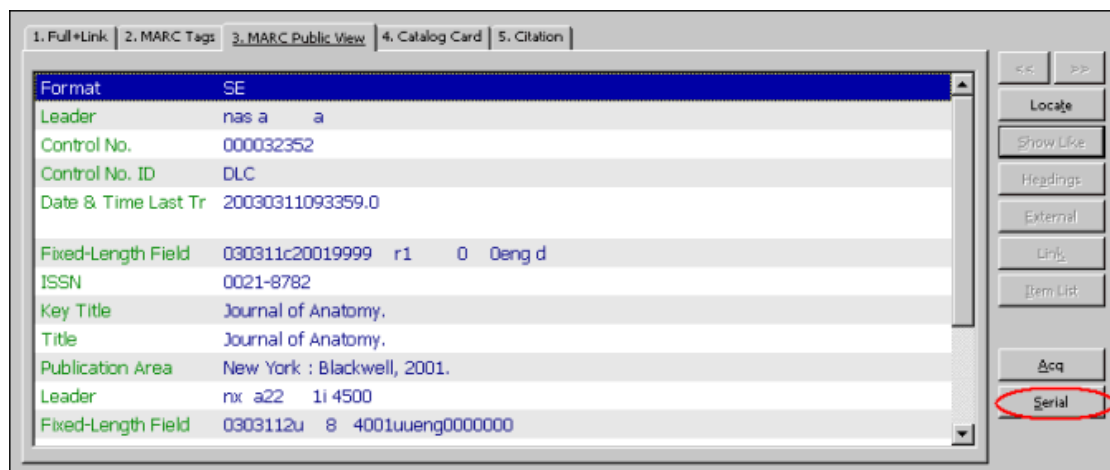 1. Full+Link 2. MARC Tags 3. MARC Public View 4. Catalog Card 5. Citation
<< >>
Format SE
Leader nas a a
Locate
Control No. 000032352
Show Like
Control No. ID DLC
Headings
Date & Time Last Tr 20030311093359.0
External
Fixed-Length Field 030311c20019999 r1 0 0eng d
Link
ISSN 0021-8782
Item List
Key Title Journal of Anatomy.
Title Journal of Anatomy.
Publication Area New York : Blackwell, 2001.
Acq
Leader nx a22 1i 4500
Serial
Fixed-Length Field 0303112u 8 4001uueng0000000